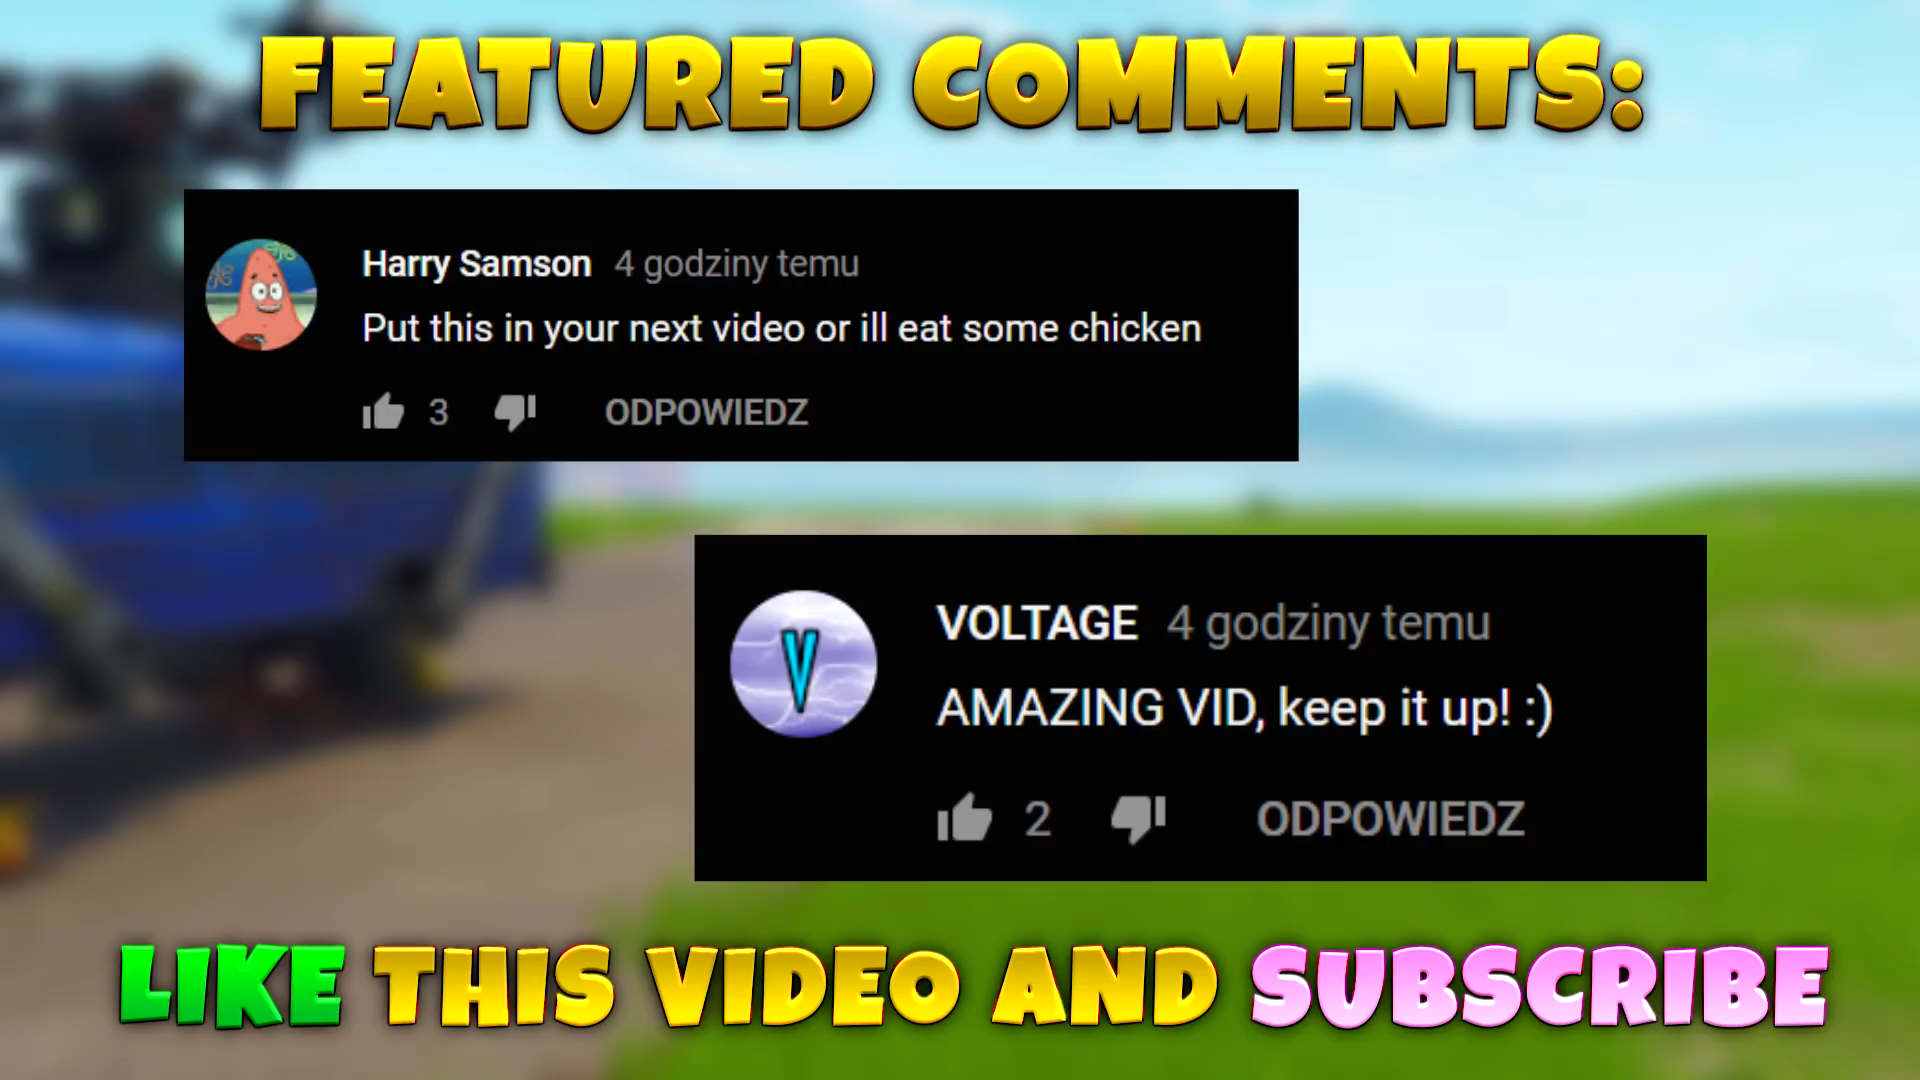 FEATURED COMMENTS:
Harry Samson 4 godziny temu
Put this in your next video or ill eat some chicken
3 ODPOWIEDZ
V
VOLTAGE 4 godziny temu
AMAZING VID, keep it up! :)
2 ODPOWIEDZ
LIKE THIS VIDEO AND SUBSCRIBE